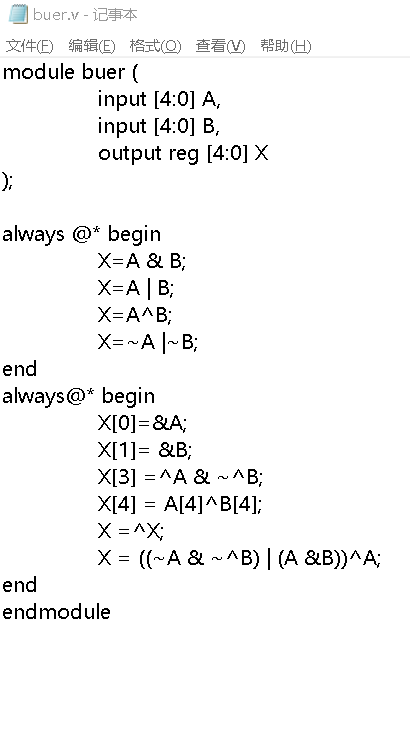 buer.v - 记事本
文件(F) 编辑(E) 格式(O) 查看(V) 帮助(H)
module buer (
input [4:0] A,
input [4:0] B,
output reg [4:0] X
);
always @* begin
X=A & B;
X=A | B;
X=A^B;
X=~A |~B;
end
always@* begin
X[0]=&A;
X[1]= &B;
X[3] =^A & ~^B;
X[4] = A[4]^B[4];
X =^X;
X = ((~A & ~^B) | (A &B))^A;
end
endmodule